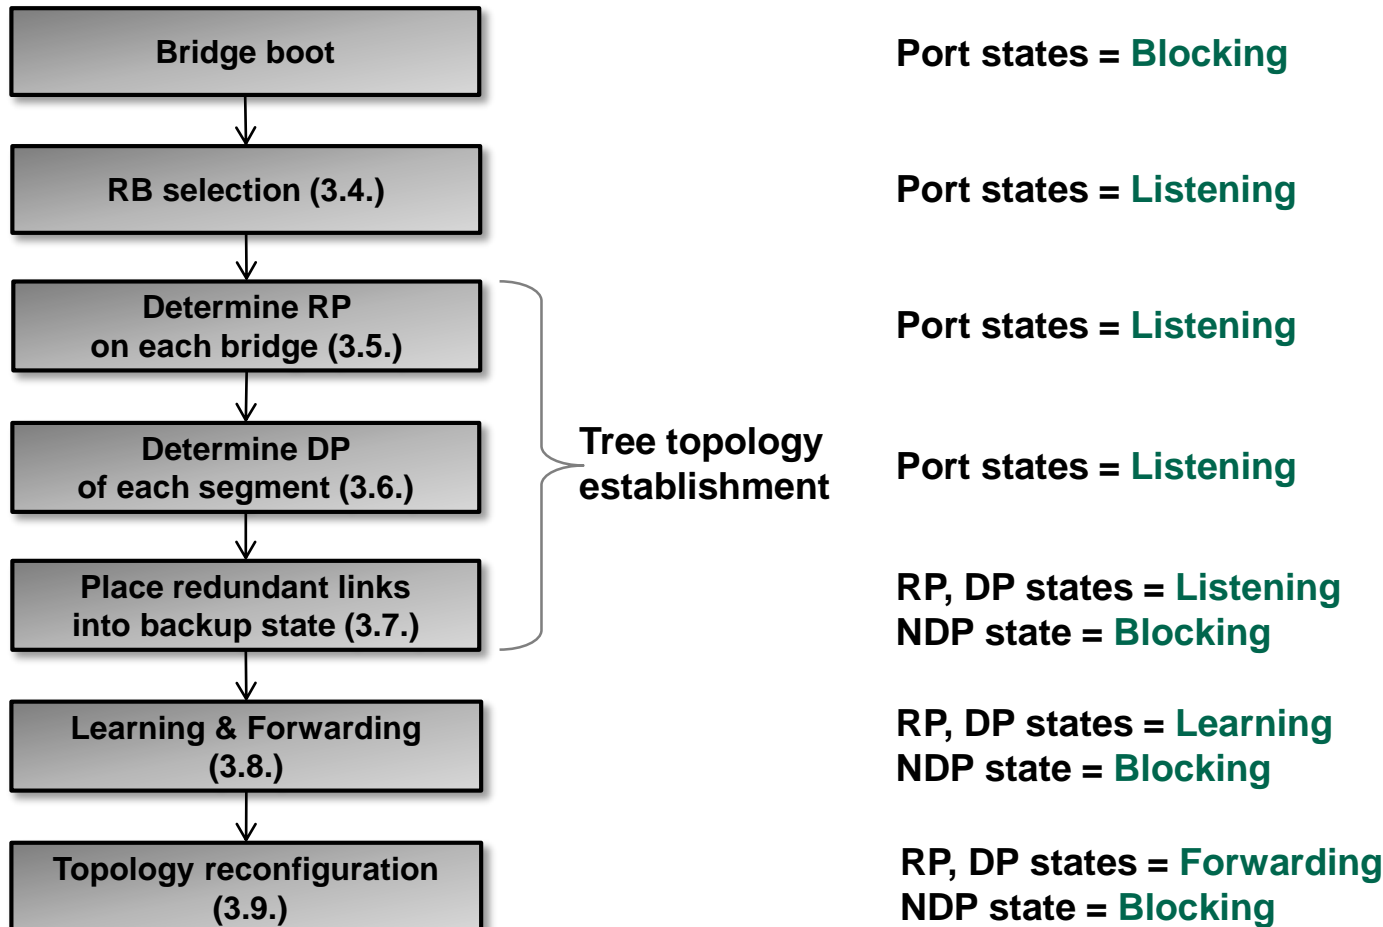 Bridge boot
Port states = Blocking
RB selection (3.4.)
Port states = Listening
Determine RP
on each bridge (3.5.)
Port states = Listening
Determine DP
of each segment (3.6.)
Tree topology
establishment
Port states = Listening
Place redundant links
into backup state (3.7.)
RP, DP states = Listening
NDP state = Blocking
Learning & Forwarding
(3.8.)
RP, DP states = Learning
NDP state = Blocking
Topology reconfiguration
(3.9.)
RP, DP states = Forwarding
NDP state = Blocking